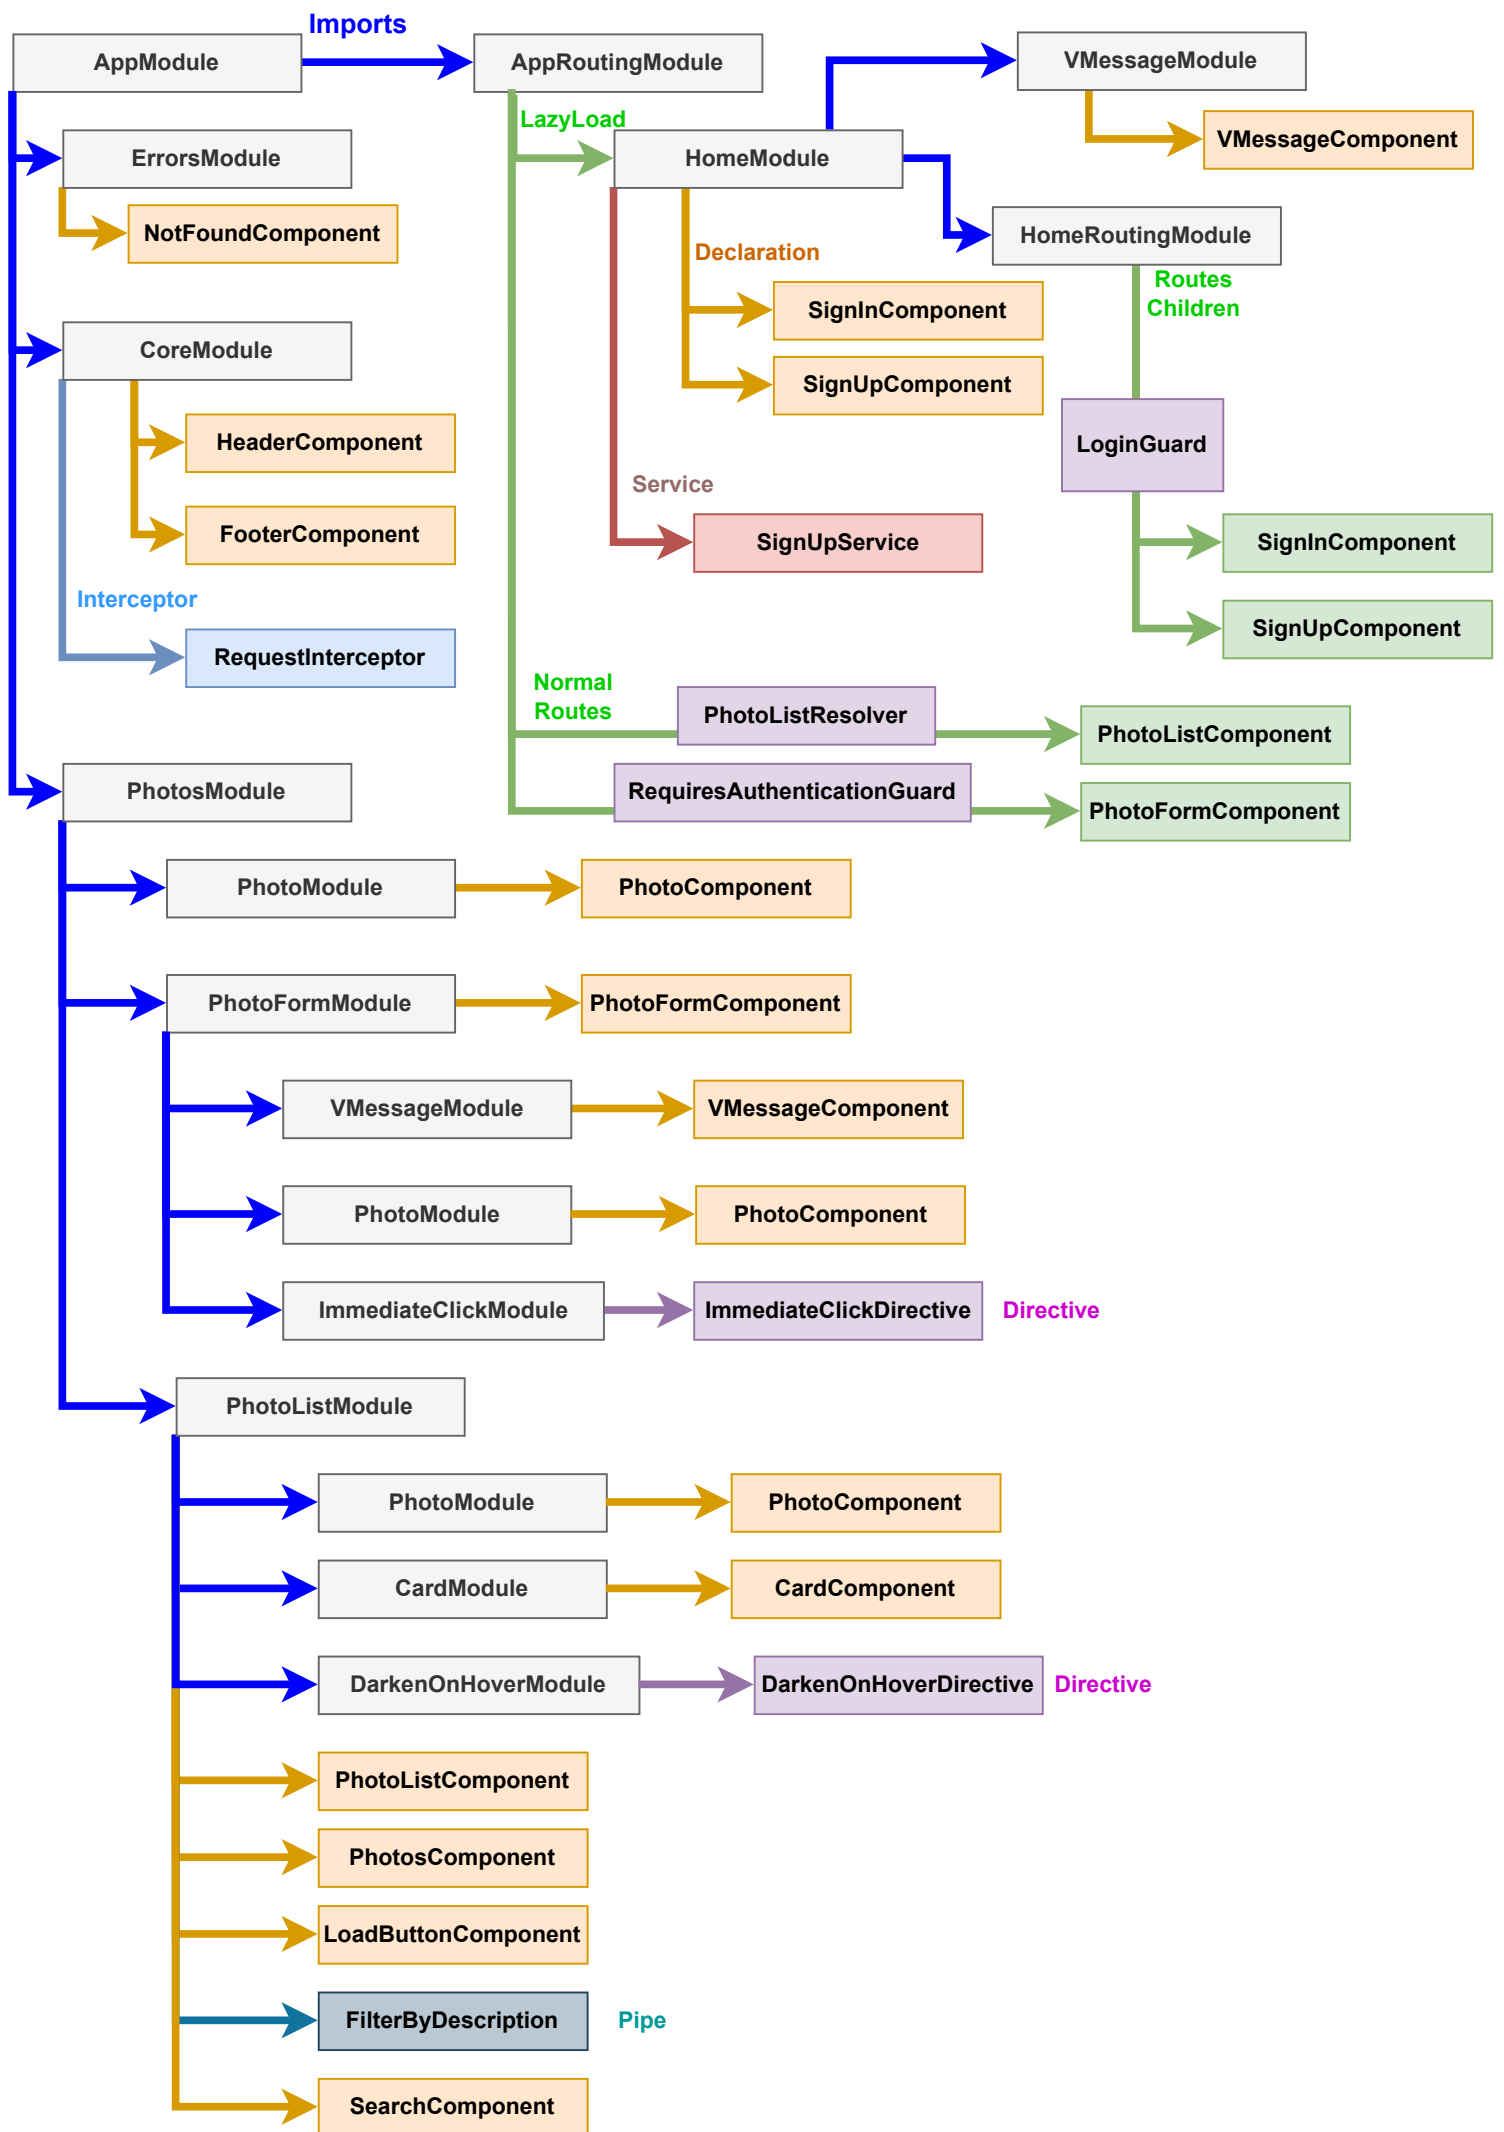 Imports
AppModule
AppRoutingModule
VMessageModule
LazyLoad
VMessageComponent
ErrorsModule
HomeModule
NotFoundComponent
HomeRoutingModule
Declaration
Routes
Children
SignInComponent
CoreModule
SignUpComponent
HeaderComponent
LoginGuard
Service
FooterComponent
SignUpService
SignInComponent
Interceptor
SignUpComponent
RequestInterceptor
Normal
Routes
PhotoListResolver
PhotoListComponent
PhotosModule
RequiresAuthenticationGuard
PhotoFormComponent
PhotoModule
PhotoComponent
PhotoFormModule
PhotoFormComponent
VMessageModule
VMessageComponent
PhotoModule
PhotoComponent
ImmediateClickModule
ImmediateClickDirective
Directive
PhotoListModule
PhotoModule
PhotoComponent
CardModule
CardComponent
DarkenOnHoverModule
DarkenOnHoverDirective
Directive
PhotoListComponent
PhotosComponent
LoadButtonComponent
FilterByDescription
Pipe
SearchComponent